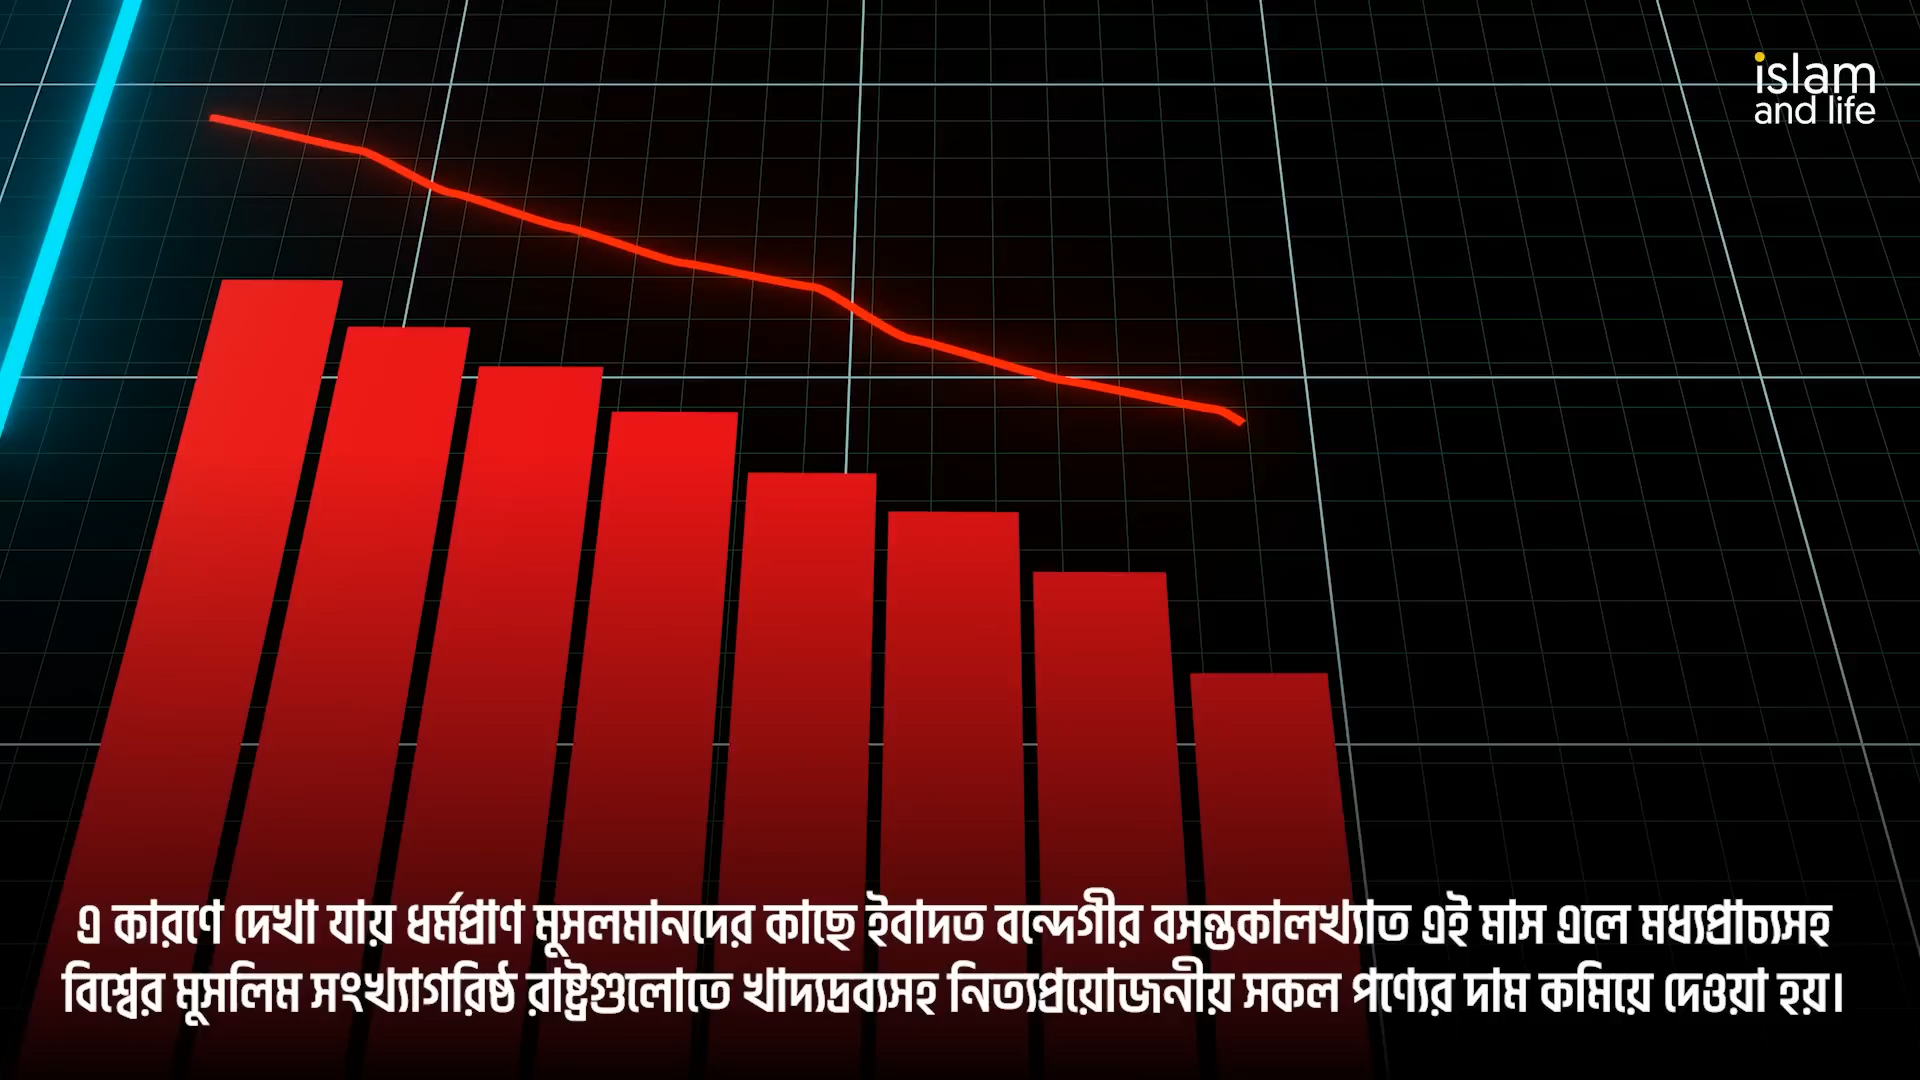 islam
and life
এ কারণে দেখা যায় ধর্মপ্রাণ মূসলমানদের কাছে ইবাদত বন্দেগীর বসন্তকালখ্যাত এই মাস এলে মধ্যপ্রাচ্যসহ
বিশ্বের মূসলিম সংখ্যাগরিষ্ঠ রাষ্ট্রগুলোতে খাদ্যদ্রব্যসহ নিত্যপ্রয়োজনীয় সকল পণ্যের দাম কমিয়ে দেওয়া হয়।